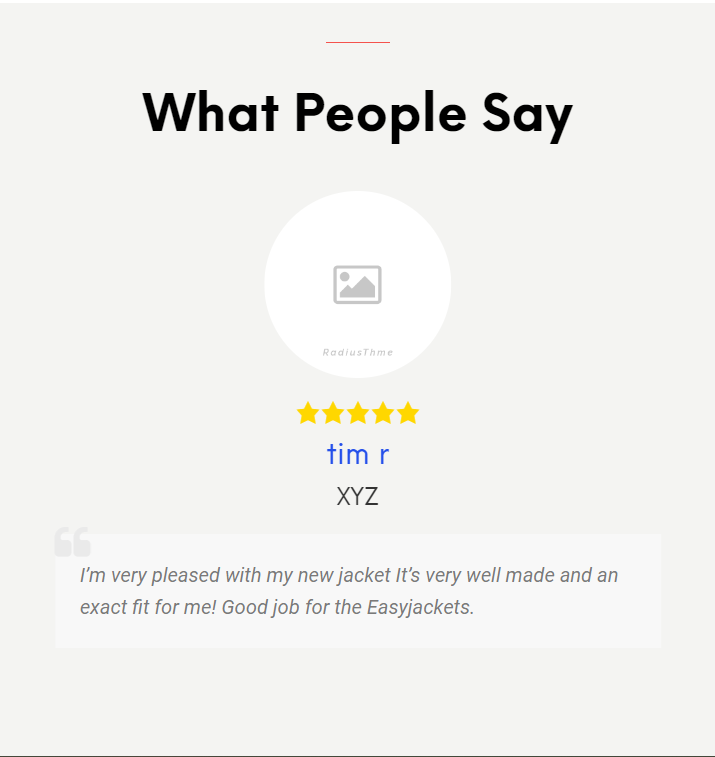 What People Say
RadiusThme
tim r
XYZ
I’m very pleased with my new jacket It’s very well made and an
exact fit for me! Good job for the Easyjackets.